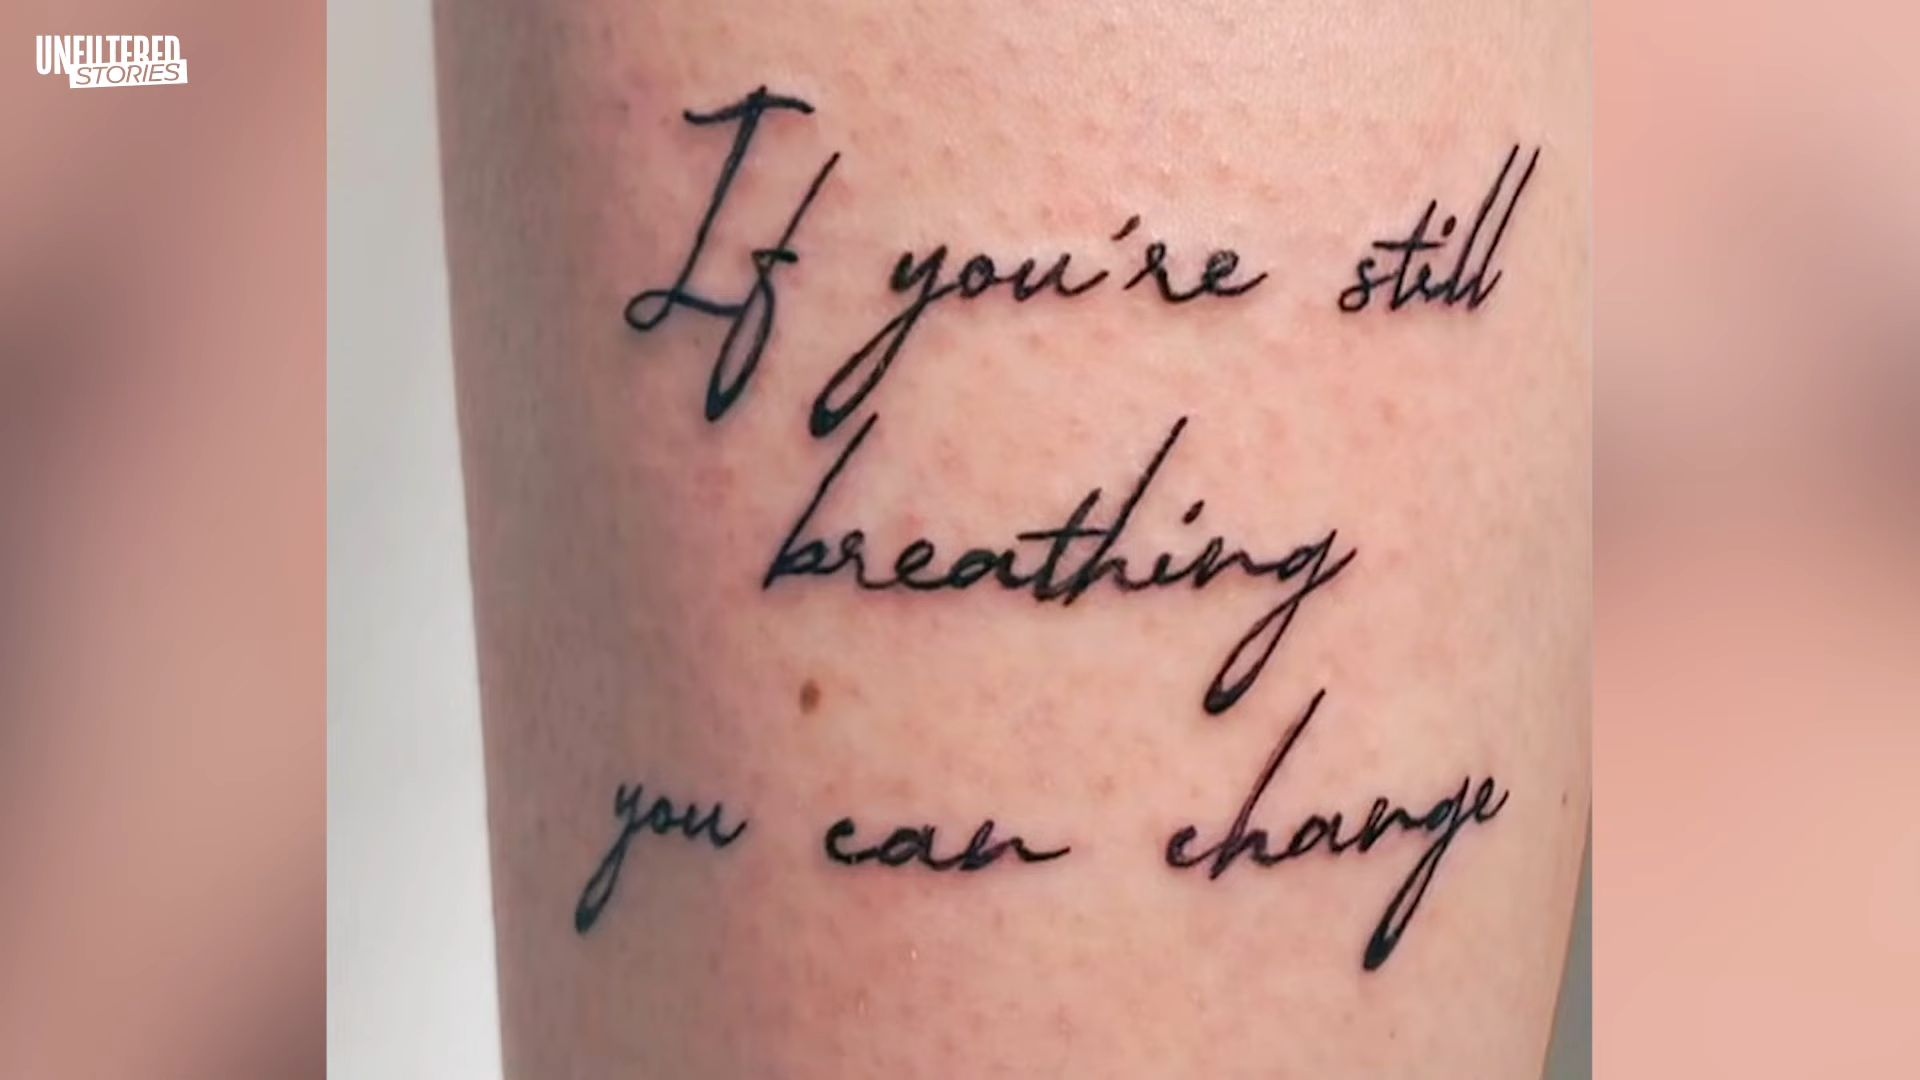 UNFILTERED
STORIES
If you're still
breathing
you can change